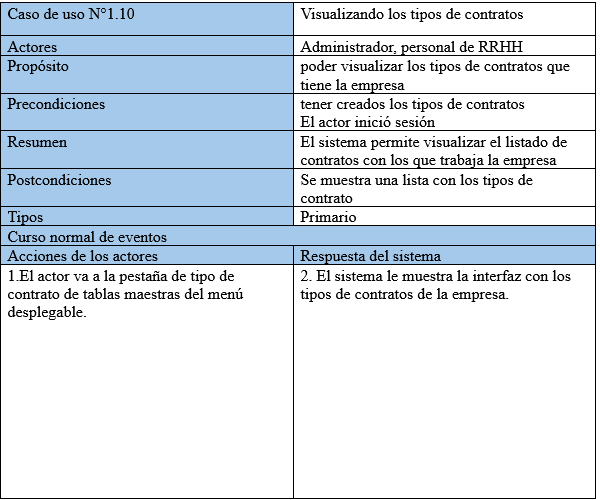 Caso de uso N°1.10
Visualizando los tipos de contratos
Actores
Administrador, personal de RRHH
Propósito
poder visualizar los tipos de contratos que
tiene la empresa
Precondiciones
tener creados los tipos de contratos
El actor inició sesión
Resumen
El sistema permite visualizar el listado de
contratos con los que trabaja la empresa
Postcondiciones
Se muestra una lista con los tipos de
contrato
Tipos
Primario
Curso normal de eventos
Acciones de los actores
Respuesta del sistema
1.El actor va a la pestaña de tipo de
contrato de tablas maestras del menú
desplegable.
2. El sistema le muestra la interfaz con los
tipos de contratos de la empresa.